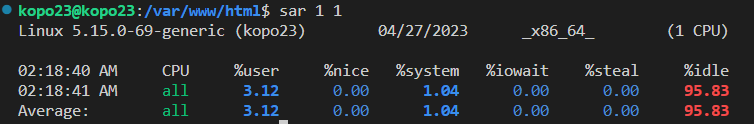 kopo23@kopo23:/var/www/html$ sar 1 1
Linux 5.15.0-69-generic (kopo23) 04/27/2023 _x86_64_ (1 CPU)
02:18:40 AM CPU %user %nice %system %iowait %steal %idle
02:18:41 AM all 3.12 0.00 1.04 0.00 0.00 95.83
Average: all 3.12 0.00 1.04 0.00 0.00 95.83